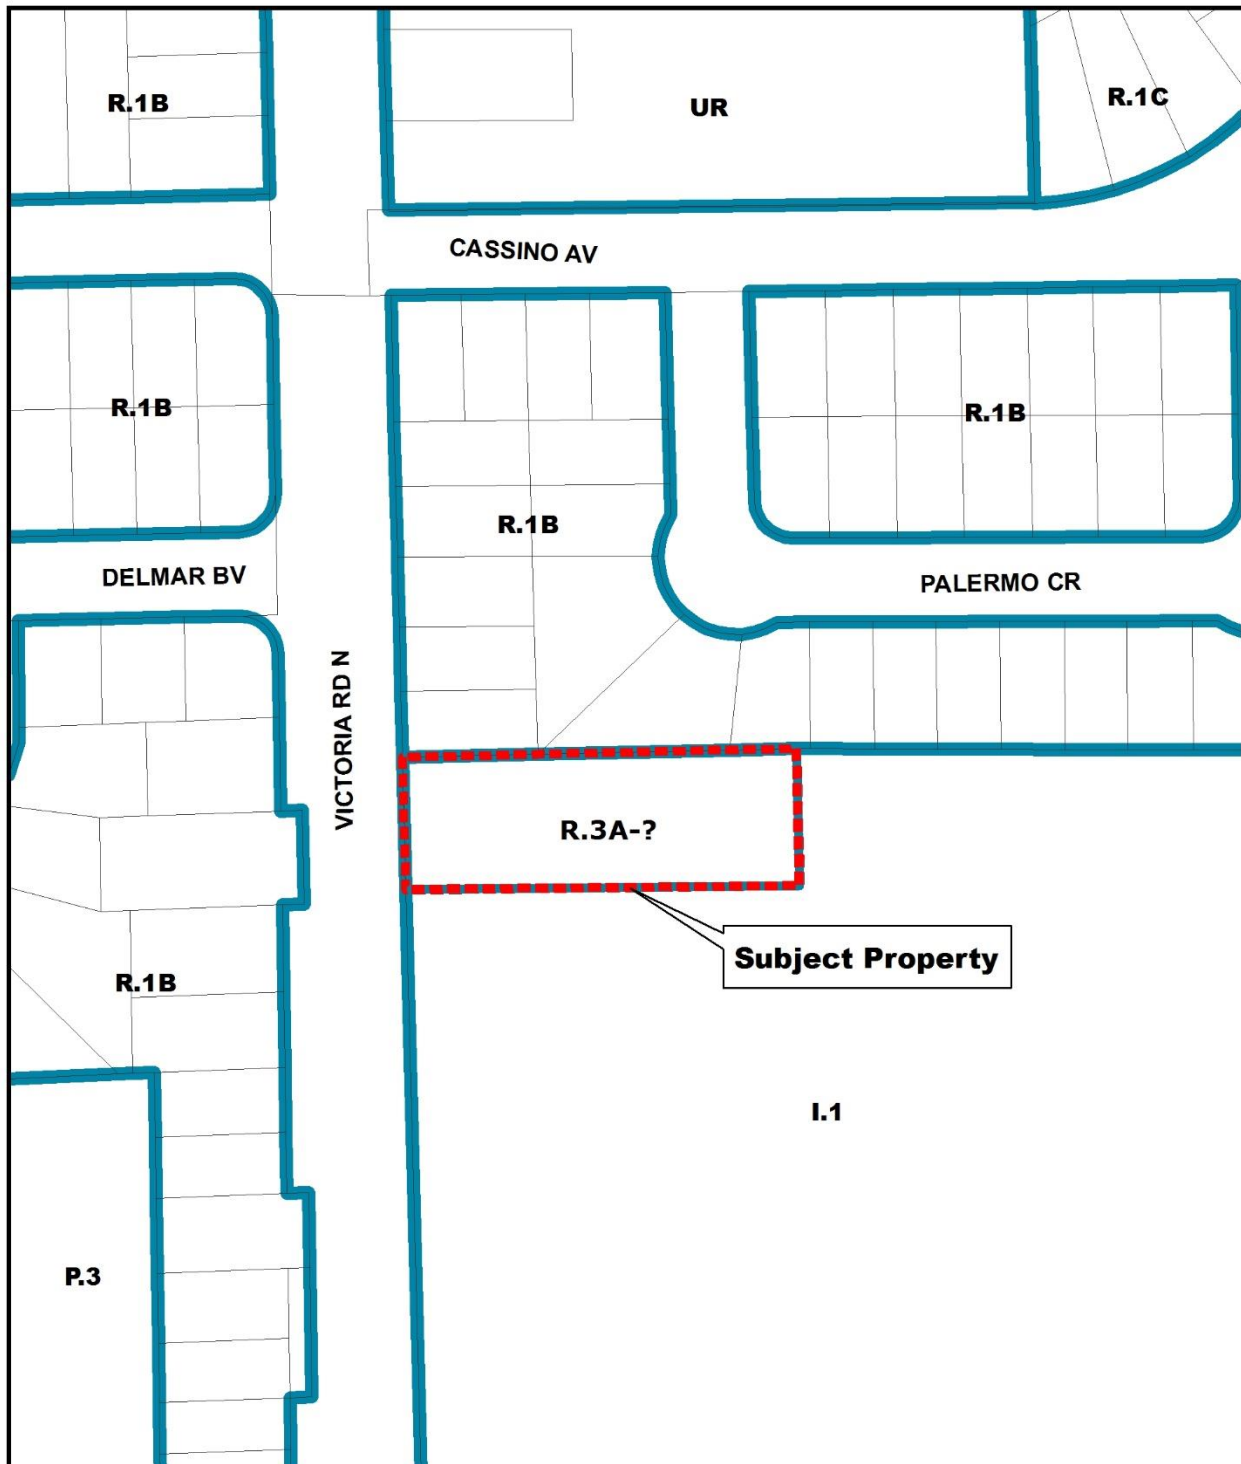 R.1B
UR
R.1C
CASSINO AV
R.1B
R.1B
R.1B
DELMAR BV
PALERMO CR
VICTORIA RD N
R.3A-?
Subject Property
R.1B
I.1
P.3